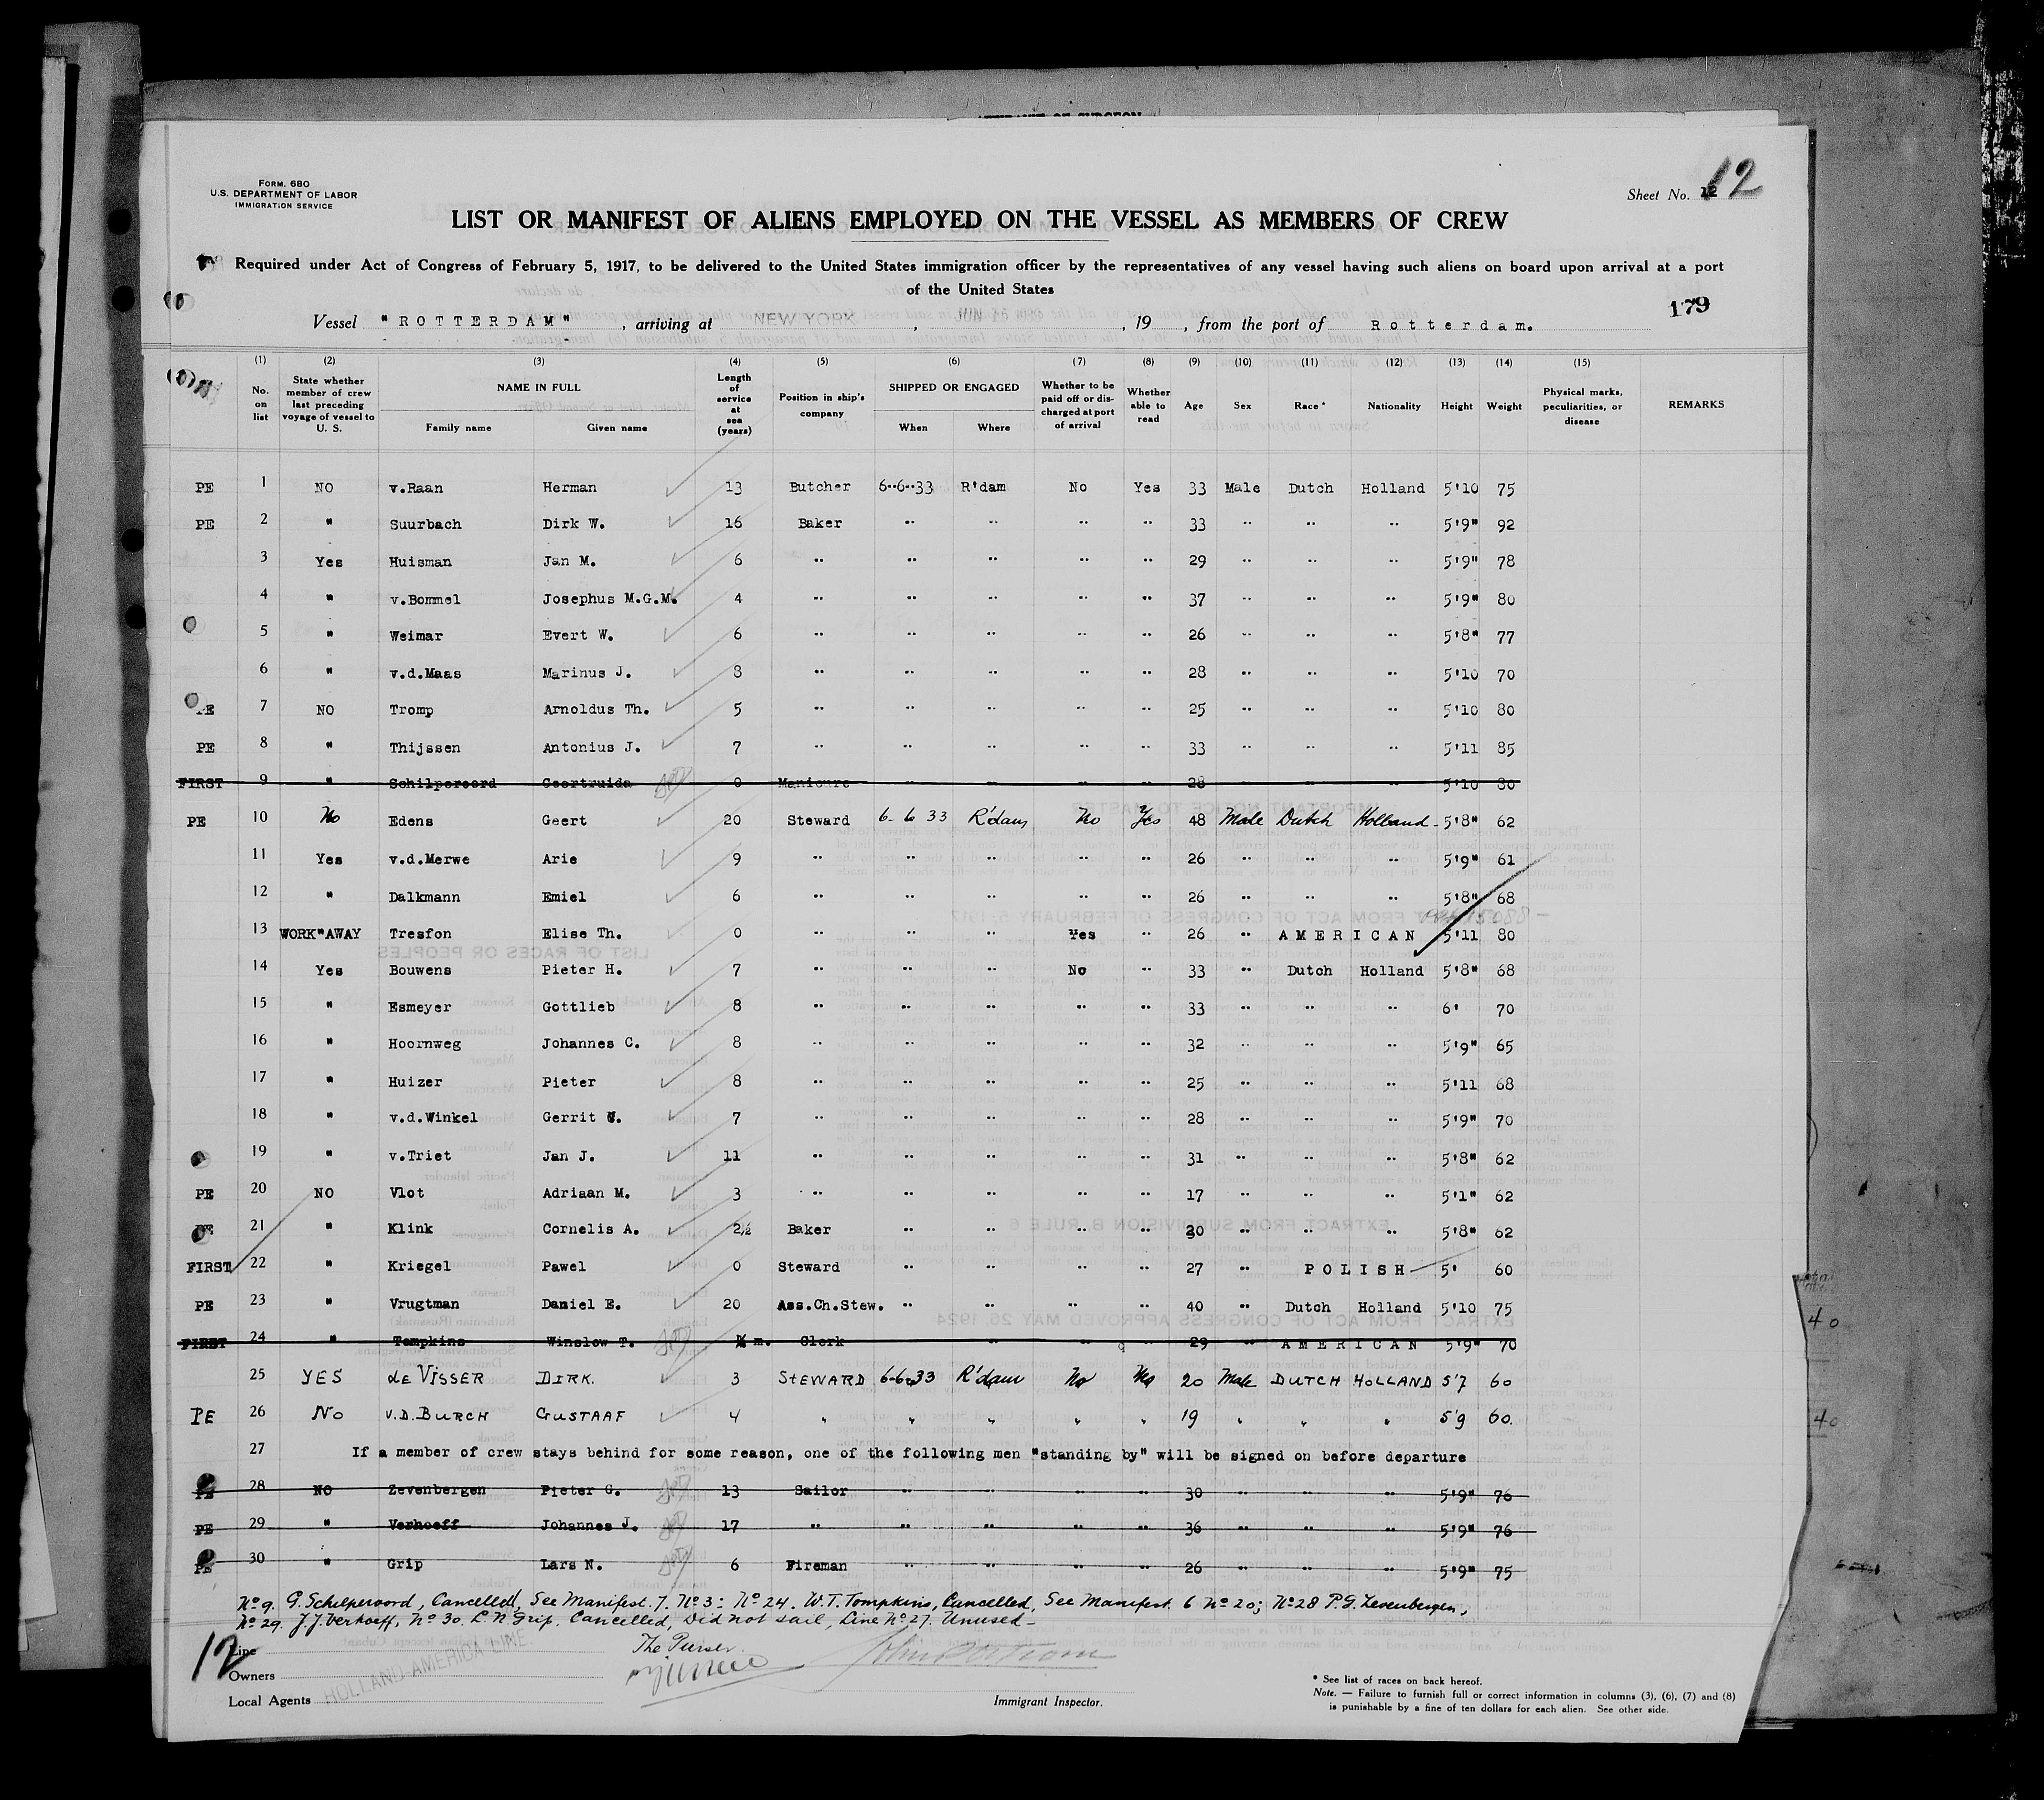 FORM. 680
U.S. DEPARTMENT OF LABOR
IMMIGRATION SERVICE
Sheet No. 12 12
LIST OR MANIFEST OF ALIENS EMPLOYED ON THE VESSEL AS MEMBERS OF CREW
Required under Act of Congress of February 5, 1917, to be delivered to the United States immigration officer by the representatives of any vessel having such aliens on board upon arrival at a port
of the United States
179
Vessel "ROTTERDAM", arriving at NEW YORK, , 19 , from the port of Rotterdam.
(1) (2) (3) (4) (5) (6) (7) (8) (9) (10) (11) (12) (13) (14) (15)
No. on list State whether member of crew last preceding voyage of vessel to U. S. NAME IN FULL Family name Given name Length of service at sea (years) Position in ship's company SHIPPED OR ENGAGED When Where Whether to be paid off or discharged at port of arrival Whether able to read Age Sex Race * Nationality Height Weight Physical marks, peculiarities, or disease REMARKS
PE 1 NO v.Raan Herman 13 Butcher 6-6-33 R'dam No Yes 33 Male Dutch Holland 5'10 75
PE 2 " Suurbach Dirk W. 16 Baker " " " " 33 " " " 5'9" 92
3 Yes Huisman Jan M. 6 " " " " " 29 " " " 5'9" 78
4 " v.Bommel Josephus M.G.M. 4 " " " " " 37 " " " 5'9" 80
5 " Weimar Evert W. 6 " " " " " 26 " " " 5'8" 77
6 " v.d.Maas Marinus J. 8 " " " " " 28 " " " 5'10 70
PE 7 NO Tromp Arnoldus Th. 5 " " " " " 25 " " " 5'10 80
PE 8 " Thijssen Antonius J. 7 " " " " " 33 " " " 5'11 85
FIRST 9 " Schilperoord Geertruida 0 Manicure " " " " 28 5'10 80
PE 10 No Edens Geert 20 Steward 6-6 33 R'dam No Yes 48 Male Dutch Holland 5'8" 62
11 Yes v.d.Merwe Arie 9 " " " " " 26 " " " 5'9" 61
12 " Dalkmann Emiel 6 " " " " " 26 " " " 5'8" 68
13 WORK"AWAY Tresfon Elise Th. 0 " " " Yes " 26 " AMERICAN 5'11 80
14 Yes Bouwens Pieter H. 7 " " " No " 33 " Dutch Holland 5'8" 68
15 " Esmeyer Gottlieb 8 " " " " " 33 " " " 6' 70
16 " Hoornweg Johannes C. 8 " " " " " 32 " " " 5'9" 65
17 " Huizer Pieter 8 " " " " " 25 " " " 5'11 68
18 " v.d.Winkel Gerrit 7 " " " " " 28 " " " 5'9" 70
19 " v.Triet Jan J. 11 " " " " " 31 " " " 5'8" 62
PE 20 NO Vlot Adriaan M. 3 " " " " " 17 " " " 5'1" 62
PE 21 " Klink Cornelis A. 2½ Baker " " " " 30 " " " 5'8" 62
FIRST 22 " Kriegel Pawel 0 Steward " " " " 27 " POLISH 5' 60
PE 23 " Vrugtman Daniel E. 20 Ass.Ch.Stew. " " " " 40 " Dutch Holland 5'10 75
FIRST 24 " Tompkins Winslow T. m. Clerk " " " 29 " AMERICAN 5'9" 70
25 YES de VISSER DIRK. 3 STEWARD 6-6-33 R'dam No Yes 20 Male DUTCH HOLLAND 5'7 60
PE 26 No V.D. BURCH GUSTAAF 4 " " " " " 19 " " " 5'9 60.
27 If a member of crew stays behind for some reason, one of the following men "standing by" will be signed on before departure
PE 28 NO Zevenbergen Pieter G. 13 Sailor " " " " 30 " " " 5'9" 76
PE 29 " Verhoeff Johannes J. 17 " " " " " 36 " " " 5'9" 76
PE 30 " Grip Lars N. 6 Fireman " " " " 26 " " " 5'9" 75
No 9. G. Schelperoord, Cancelled, See Manifest. 7. No 3: No 24. W.T. Tompkins, Cancelled, See Manifest. 6 No 20; No 28 P.G. Zevenbergen,
No 29. J.J. Verhoeff, No 30. L.N. Grip. Cancelled, Did not sail, Line No 27. Unused-
12
Line
The Purser
Owners
Local Agents
HOLLAND-AMERICA LINE.
Immigrant Inspector.
* See list of races on back hereof.
Note. — Failure to furnish full or correct information in columns (3), (6), (7) and (8)
is punishable by a fine of ten dollars for each alien. See other side.